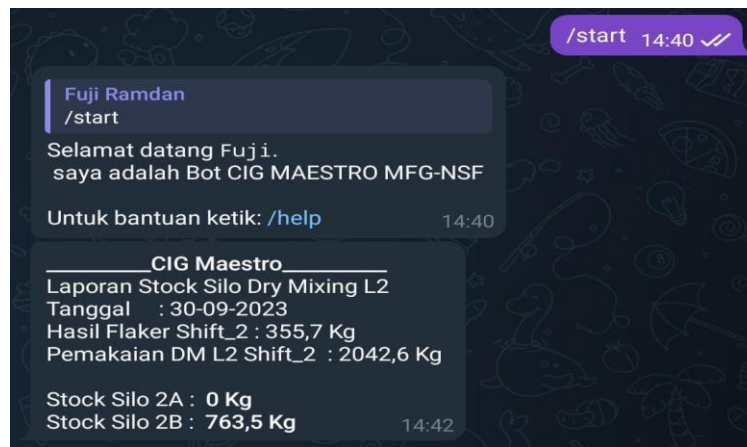 /start 14:40
Fuji Ramdan
/start
Selamat datang Fuji.
saya adalah Bot CIG MAESTRO MFG-NSF
Untuk bantuan ketik: /help 14:40
________CIG Maestro________
Laporan Stock Silo Dry Mixing L2
Tanggal : 30-09-2023
Hasil Flaker Shift_2 : 355,7 Kg
Pemakaian DM L2 Shift_2 : 2042,6 Kg
Stock Silo 2A : 0 Kg
Stock Silo 2B : 763,5 Kg 14:42